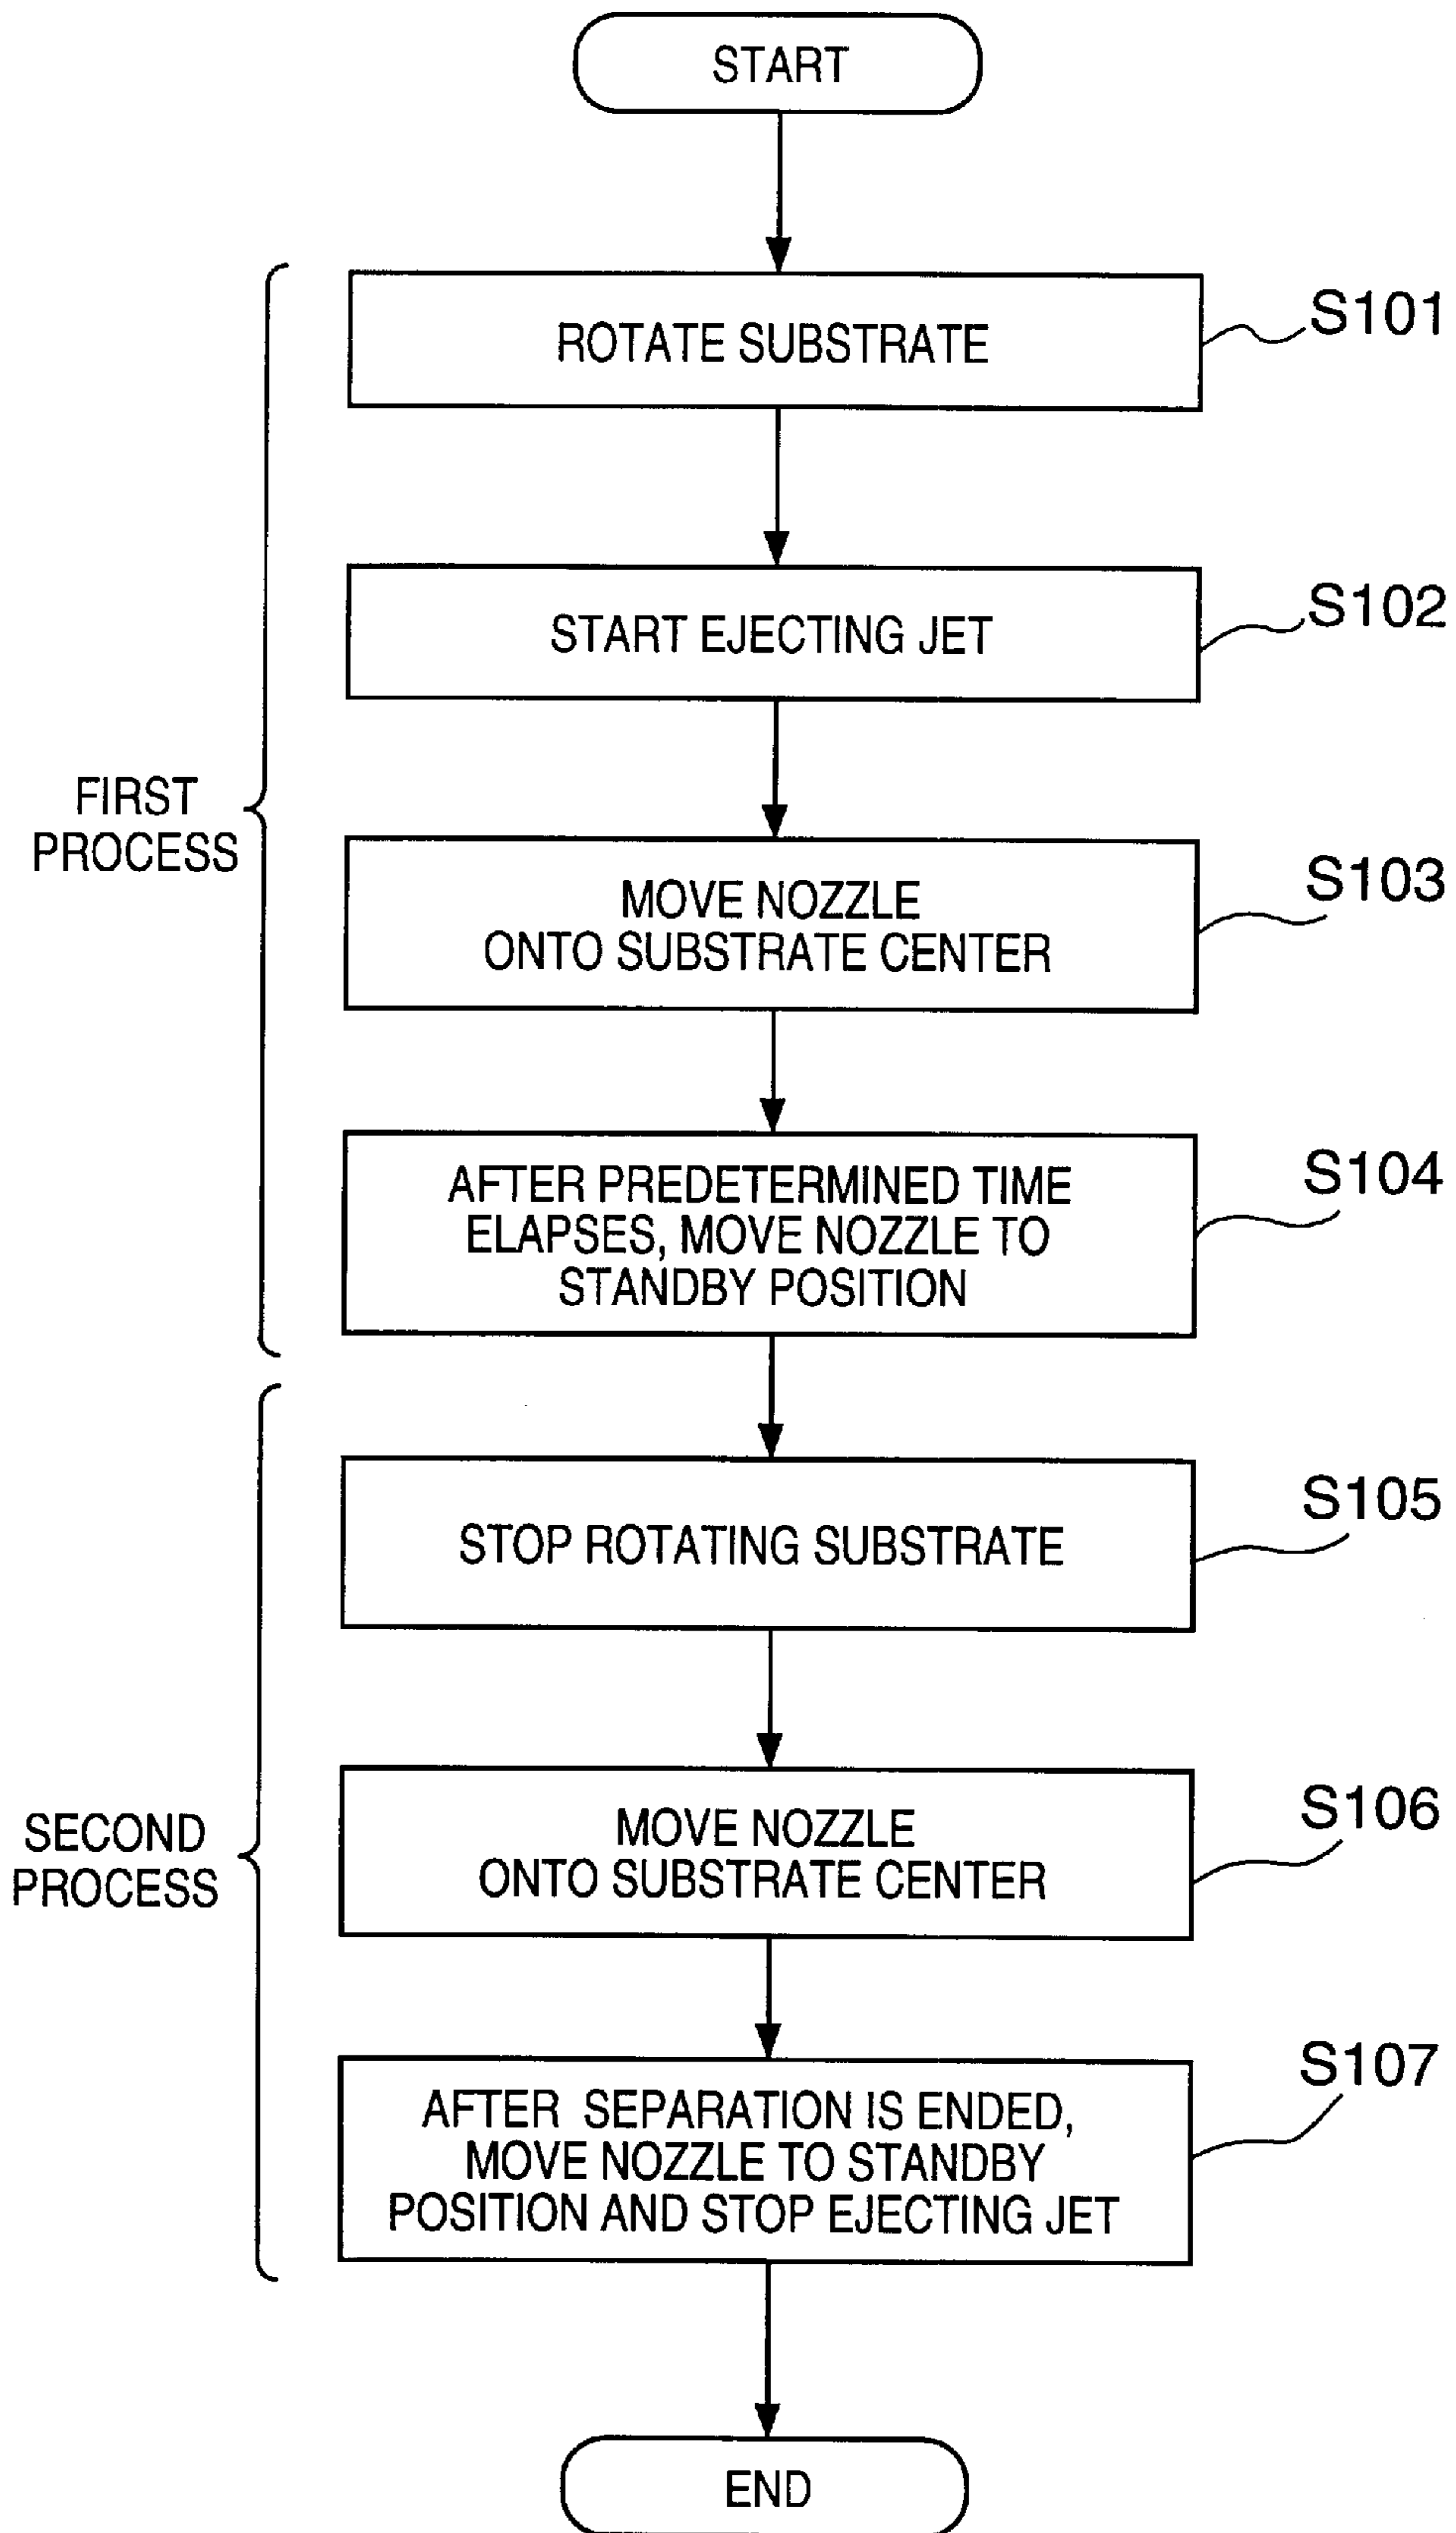 START
ROTATE SUBSTRATE
S101
START EJECTING JET
S102
FIRST
PROCESS
MOVE NOZZLE
ONTO SUBSTRATE CENTER
S103
AFTER PREDETERMINED TIME
ELAPSES, MOVE NOZZLE TO
STANDBY POSITION
S104
STOP ROTATING SUBSTRATE
S105
SECOND
PROCESS
MOVE NOZZLE
ONTO SUBSTRATE CENTER
S106
AFTER SEPARATION IS ENDED,
MOVE NOZZLE TO STANDBY
POSITION AND STOP EJECTING JET
S107
END